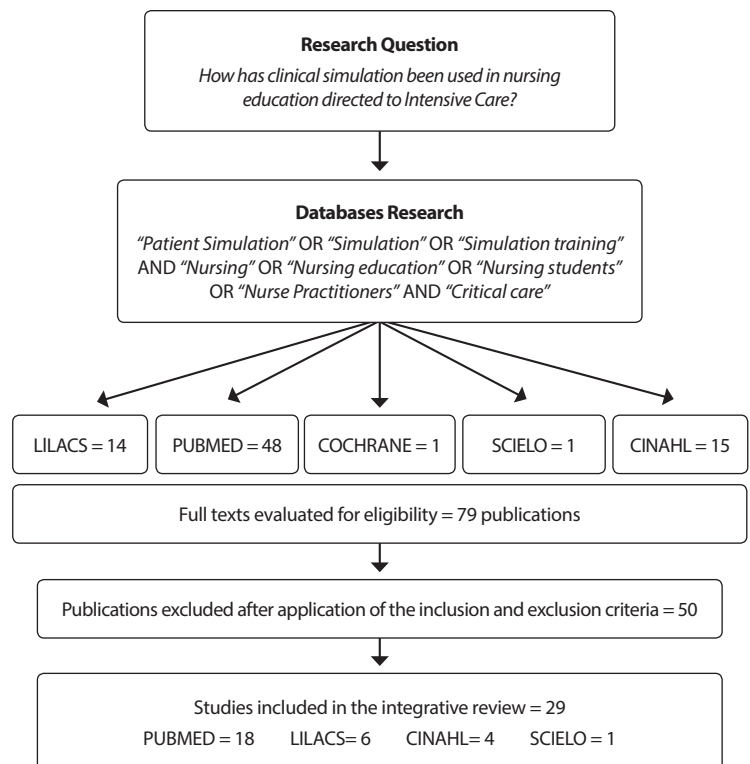 Research Question
How has clinical simulation been used in nursing
education directed to Intensive Care?
Databases Research
“Patient Simulation” OR “Simulation” OR “Simulation training”
AND “Nursing” OR “Nursing education” OR “Nursing students”
OR “Nurse Practitioners” AND “Critical care”
LILACS = 14 PUBMED = 48 COCHRANE = 1 SCIELO = 1 CINAHL = 15
Full texts evaluated for eligibility = 79 publications
Publications excluded after application of the inclusion and exclusion criteria = 50
Studies included in the integrative review = 29
PUBMED = 18 LILACS= 6 CINAHL= 4 SCIELO = 1